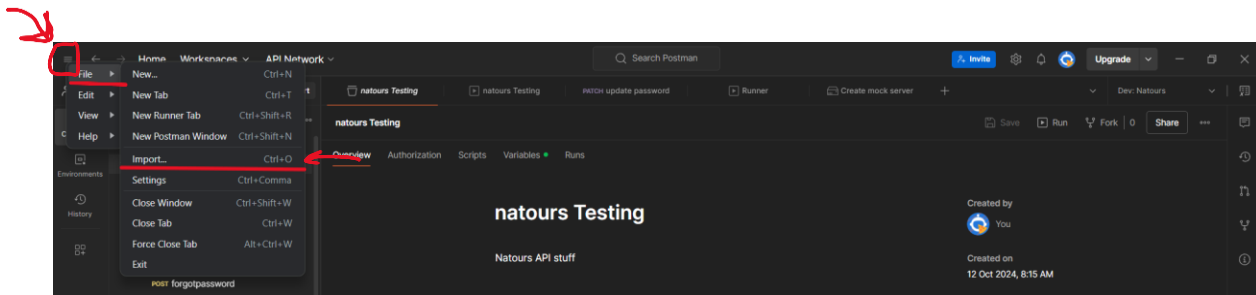 Home Workspaces API Network
Search Postman
Invite
Upgrade
File
Edit
View
Help
New... Ctrl+N
New Tab Ctrl+T
New Runner Tab Ctrl+Shift+R
New Postman Window Ctrl+Shift+N
Import... Ctrl+O
Settings Ctrl+Comma
Close Window Ctrl+Shift+W
Close Tab Ctrl+W
Force Close Tab Alt+Ctrl+W
Exit
natours Testing
natours Testing
PATCH update password
Runner
Create mock server
Dev: Natours
natours Testing
Save
Run
Fork 0
Share
Overview Authorization Scripts Variables Runs
Environments
History
natours Testing
Natours API stuff
Created by
You
Created on
12 Oct 2024, 8:15 AM
POST forgotpassword